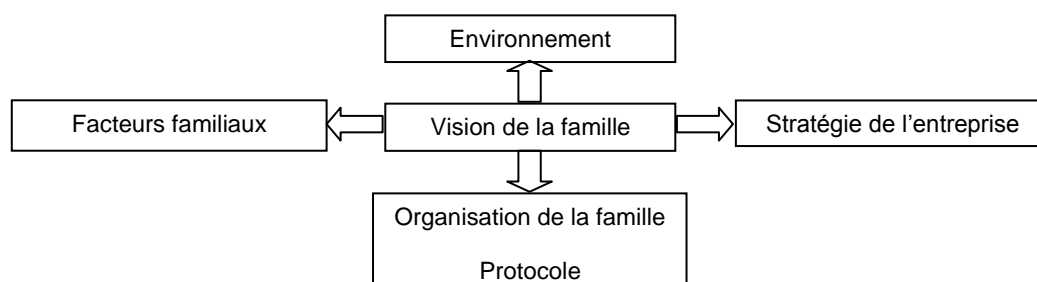 Environnement
Facteurs familiaux
Vision de la famille
Stratégie de l’entreprise
Organisation de la famille
Protocole